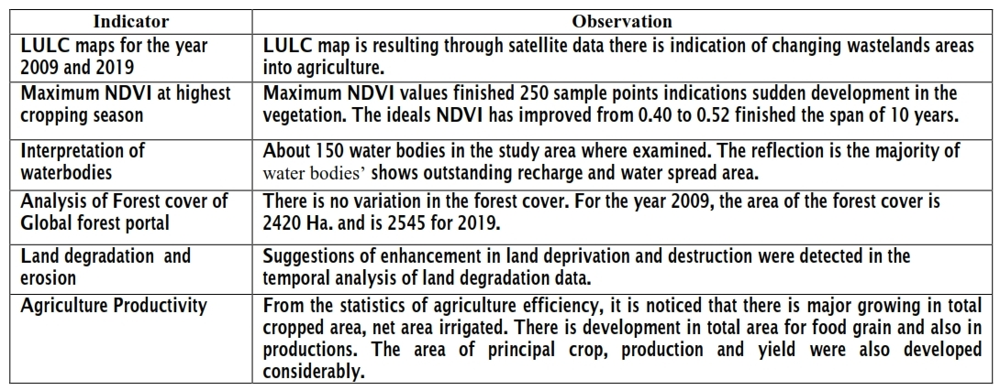 Indicator Observation
LULC maps for the year LULC map is resulting through satellite data there is indication of changing wastelands areas
2009 and 2019 into agriculture.
Maximum NDVI at highest Maximum NDVI values finished 250 sample points indications sudden development in the
cropping season vegetation. The ideals NDVI has improved from 0.40 to 0.52 finished the span of 10 years.
Interpretation of About 150 water bodies in the study area where examined. The reflection is the majority of
waterbodies water bodies’ shows outstanding recharge and water spread area.
Analysis of Forest cover of There is no variation in the forest cover. For the year 2009, the area of the forest cover is
Global forest portal 2420 Ha. and is 2545 for 2019.
Land degradation and Suggestions of enhancement in land deprivation and destruction were detected in the
erosion temporal analysis of land degradation data.
Agriculture Productivity From the statistics of agriculture efficiency, it is noticed that there is major growing in total
cropped area, net area irrigated. There is development in total area for food grain and also in
productions. The area of principal crop, production and yield were also developed
considerably.